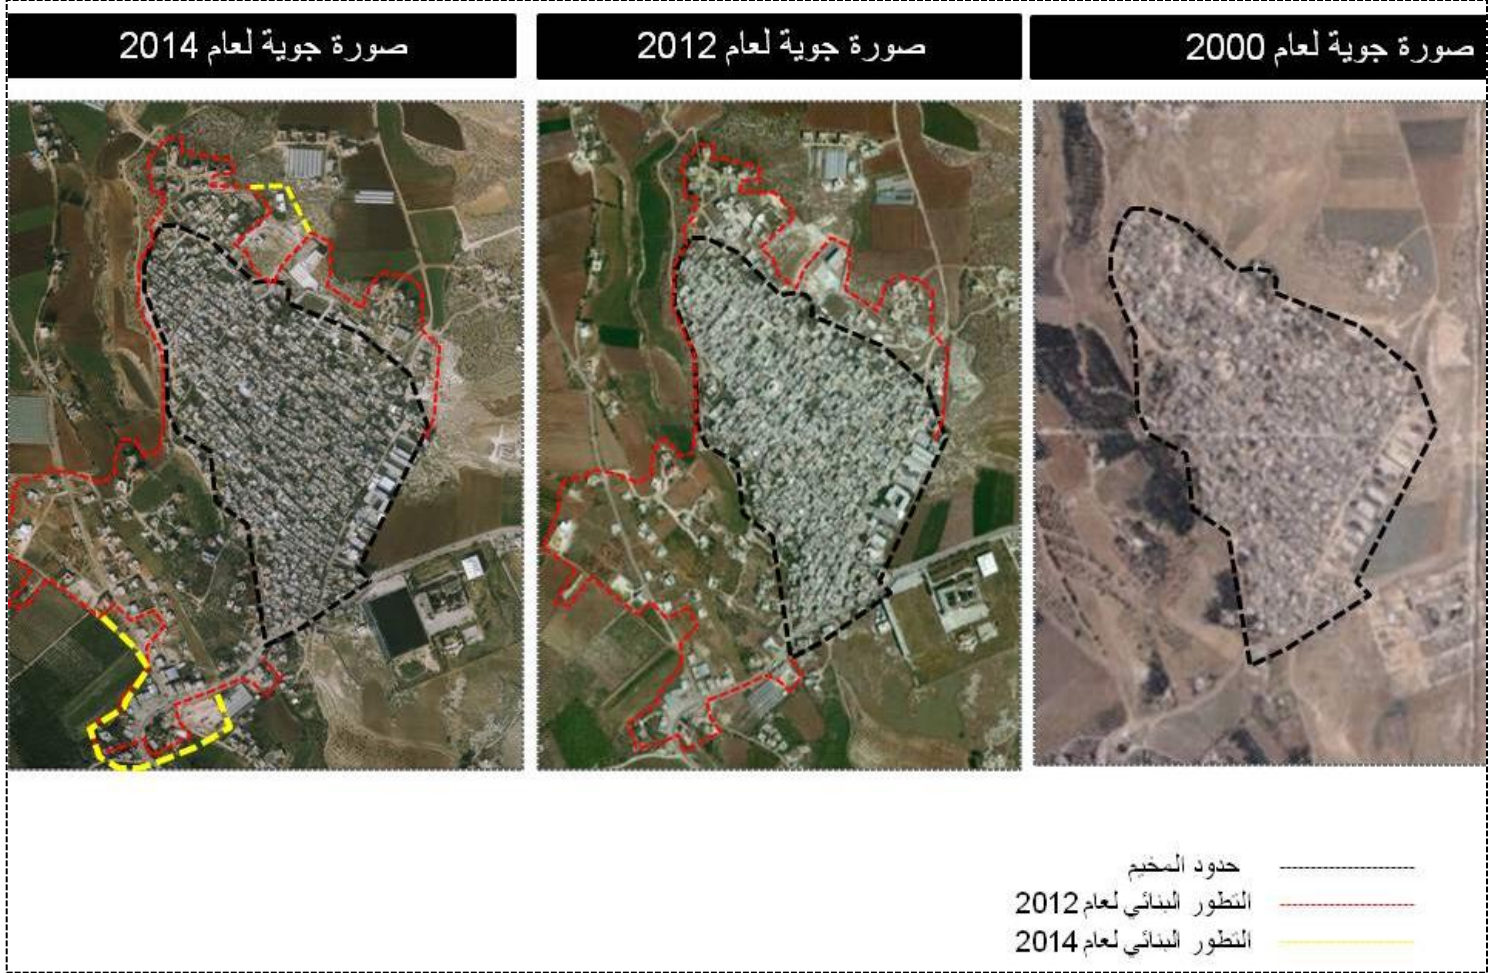 صورة جوية لعام 2000
صورة جوية لعام 2012
صورة جوية لعام 2014
حدود المخيم
التطور البنائي لعام 2012
التطور البنائي لعام 2014